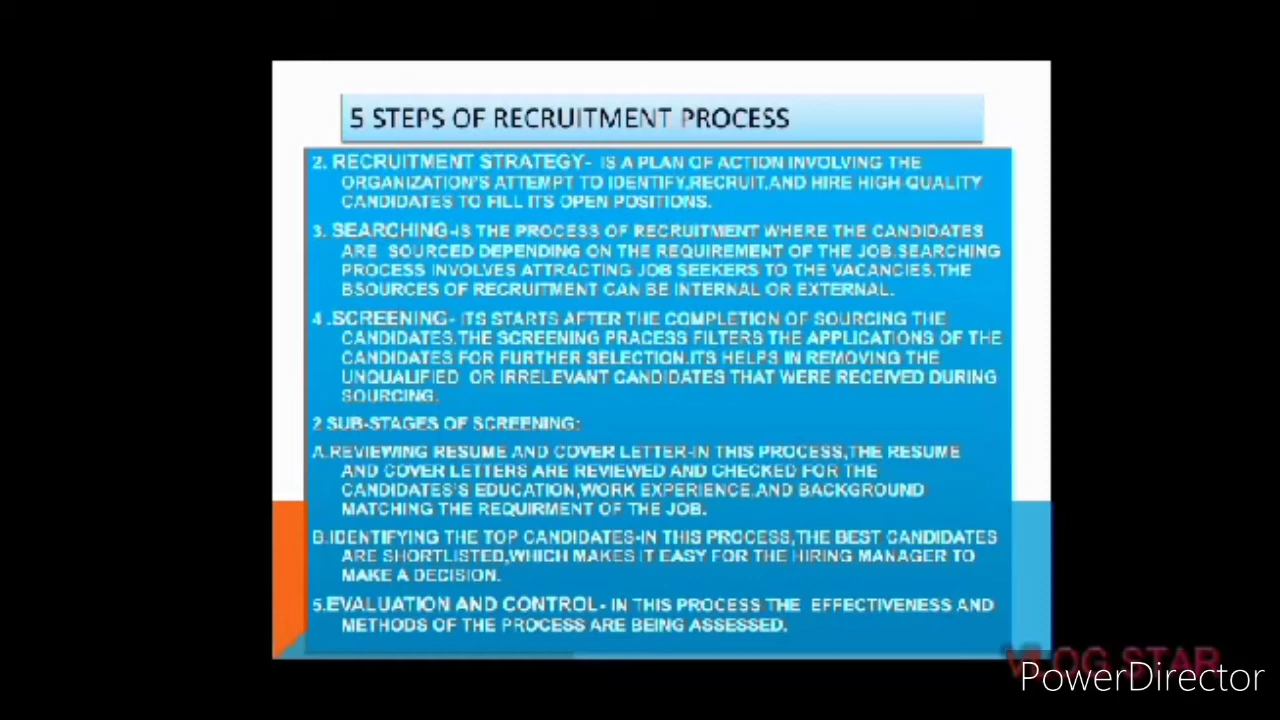 5 STEPS OF RECRUITMENT PROCESS
2. RECRUITMENT STRATEGY- IS A PLAN OF ACTION INVOLVING THE
ORGANIZATION'S ATTEMPT TO IDENTIFY,RECRUIT,AND HIRE HIGH-QUALITY
CANDIDATES TO FILL ITS OPEN POSITIONS.
3. SEARCHING-IS THE PROCESS OF RECRUITMENT WHERE THE CANDIDATES
ARE SOURCED DEPENDING ON THE REQUIREMENT OF THE JOB.SEARCHING
PROCESS INVOLVES ATTRACTING JOB SEEKERS TO THE VACANCIES.THE
BSOURCES OF RECRUITMENT CAN BE INTERNAL OR EXTERNAL.
4 .SCREENING- ITS STARTS AFTER THE COMPLETION OF SOURCING THE
CANDIDATES.THE SCREENING PRACESS FILTERS THE APPLICATIONS OF THE
CANDIDATES FOR FURTHER SELECTION.ITS HELPS IN REMOVING THE
UNQUALIFIED OR IRRELEVANT CANDIDATES THAT WERE RECEIVED DURING
SOURCING.
2 SUB-STAGES OF SCREENING:
A.REVIEWING RESUME AND COVER LETTER-IN THIS PROCESS,THE RESUME
AND COVER LETTERS ARE REVIEWED AND CHECKED FOR THE
CANDIDATES'S EDUCATION,WORK EXPERIENCE,AND BACKGROUND
MATCHING THE REQUIRMENT OF THE JOB.
B.IDENTIFYING THE TOP CANDIDATES-IN THIS PROCESS,THE BEST CANDIDATES
ARE SHORTLISTED,WHICH MAKES IT EASY FOR THE HIRING MANAGER TO
MAKE A DECISION.
5.EVALUATION AND CONTROL- IN THIS PROCESS THE EFFECTIVENESS AND
METHODS OF THE PROCESS ARE BEING ASSESSED.
VLOG STAR
PowerDirector